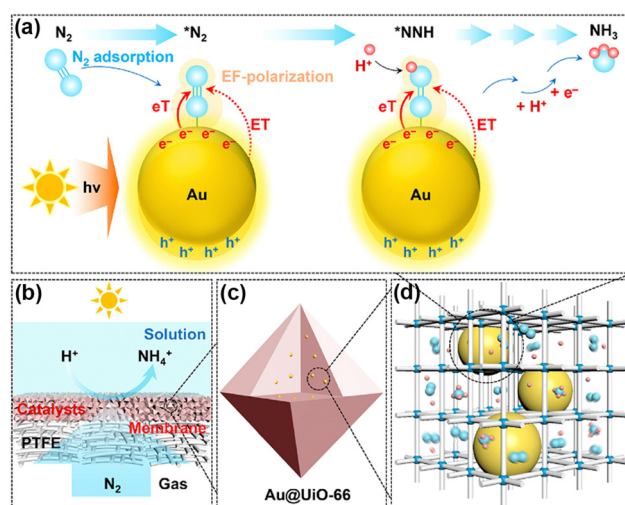 (a)
N2
*N2
*NNH
NH3
N2 adsorption
EF-polarization
H+
eT
ET
e- e- e- e-
Au
h+ h+ h+ h+
hν
eT
ET
e- e- e- e-
Au
h+ h+ h+ h+
+ H+
+ e-
(b)
Solution
H+
NH4+
Catalysts
Membrane
PTFE
N2
Gas
(c)
Au@UiO-66
(d)